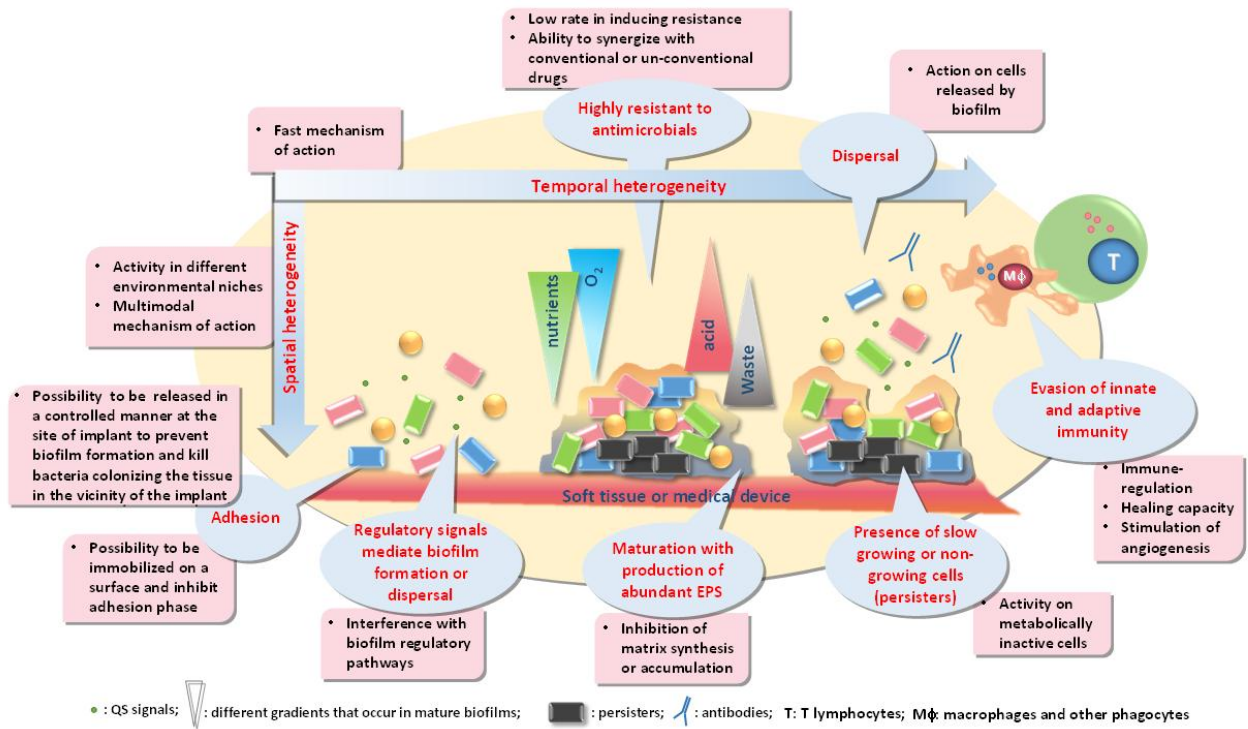 • Low rate in inducing resistance
• Ability to synergize with
conventional or un-conventional
drugs
• Action on cells
released by
biofilm
Highly resistant to
antimicrobials
• Fast mechanism
of action
Dispersal
Temporal heterogeneity
Spatial heterogeneity
• Activity in different
environmental niches
• Multimodal
mechanism of action
nutrients
O2
acid
Waste
T
Mϕ
• Possibility to be released in
a controlled manner at the
site of implant to prevent
biofilm formation and kill
bacteria colonizing the tissue
in the vicinity of the implant
Evasion of innate
and adaptive
immunity
Soft tissue or medical device
• Immune-
regulation
• Healing capacity
• Stimulation of
angiogenesis
Adhesion
Regulatory signals
mediate biofilm
formation or
dispersal
Maturation with
production of
abundant EPS
Presence of slow
growing or non-
growing cells
(persisters)
• Possibility to be
immobilized on a
surface and inhibit
adhesion phase
• Interference with
biofilm regulatory
pathways
• Inhibition of
matrix synthesis
or accumulation
• Activity on
metabolically
inactive cells
: QS signals; : different gradients that occur in mature biofilms; : persisters; : antibodies; T: T lymphocytes; Mϕ: macrophages and other phagocytes